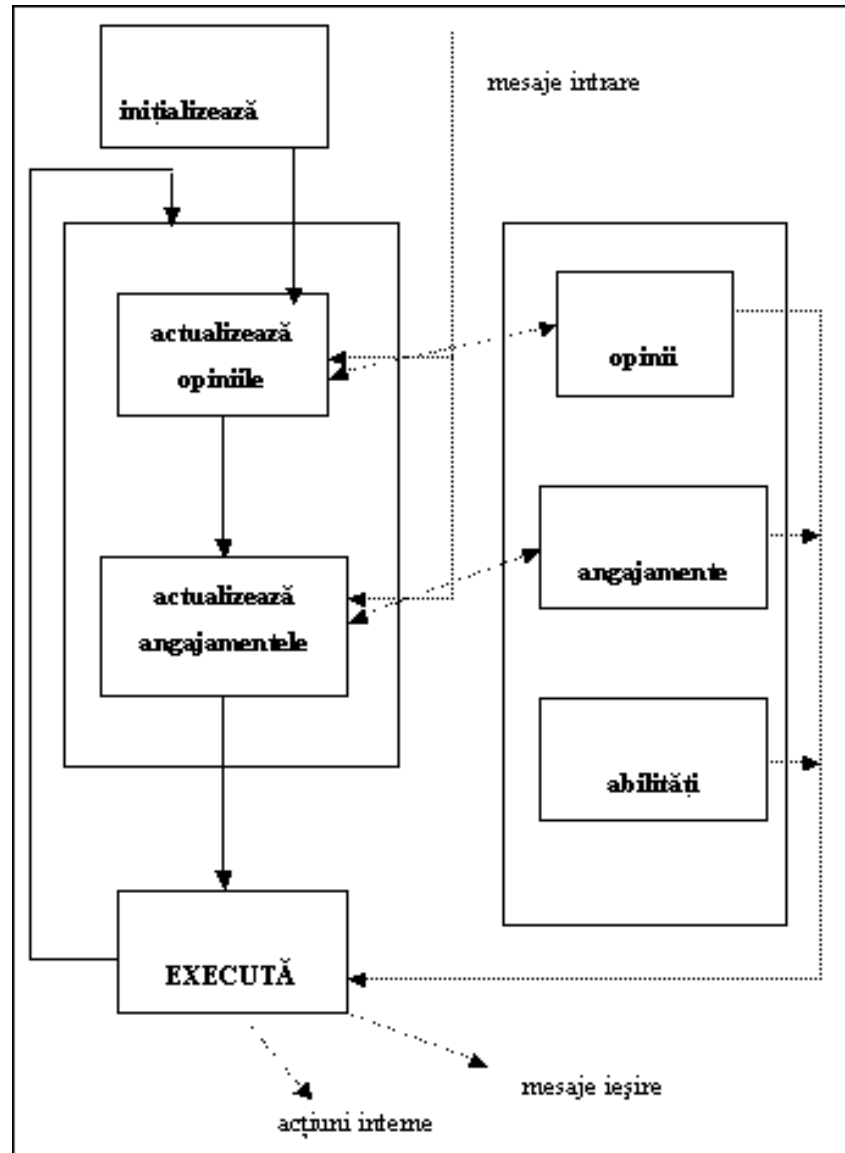 inițializează
mesaje intrare
actualizează
opiniile
opinii
actualizează
angajamentele
angajamente
abilități
EXECUTĂ
mesaje ieșire
acțiuni interne